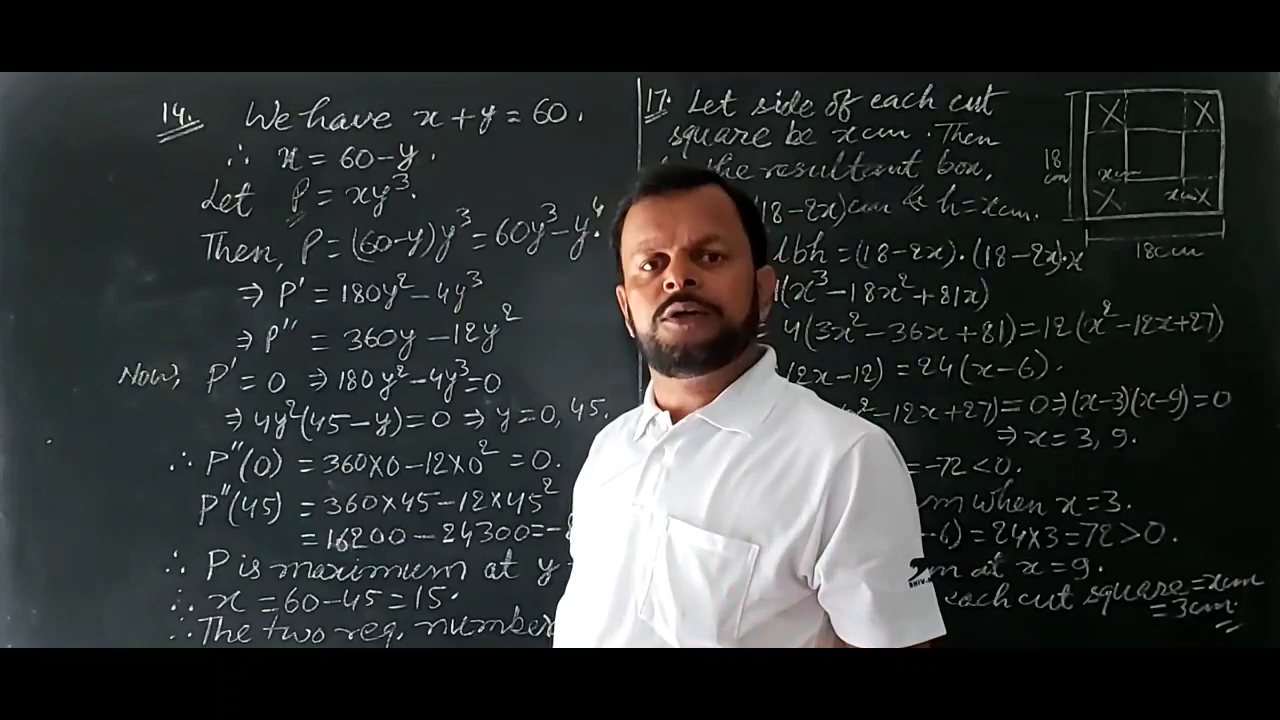 14. We have x + y = 60.
∴ x = 60-y.
Let P = xy³.
Then, P = (60-y)y³ = 60y³-y⁴.
⇒ P' = 180y² - 4y³
⇒ P'' = 360y - 12y²
Now, P' = 0 ⇒ 180y² - 4y³ = 0
⇒ 4y²(45-y) = 0 ⇒ y = 0, 45.
∴ P''(0) = 360×0 - 12×0² = 0.
P''(45) = 360×45 - 12×45²
= 16200 - 24300 = -8
∴ P is maximum at y
∴ x = 60-45 = 15.
∴ The two req. number
17. Let side of each cut
square be x cm. Then
the resultant box,
(18-2x)cm & h = x cm.
lbh = (18-2x).(18-2x).x
(x³-18x²+81x)
4(3x²-36x+81) = 12(x²-12x+27)
(2x-12) = 24(x-6).
-12x+27) = 0 ⇒ (x-3)(x-9) = 0
⇒ x = 3, 9.
= -72 < 0.
m when x = 3.
-6) = 24×3 = 72 > 0.
m at x = 9.
each cut square = x cm
= 3 cm.
X X
18 cm
x cm x cm
X X
18 cm